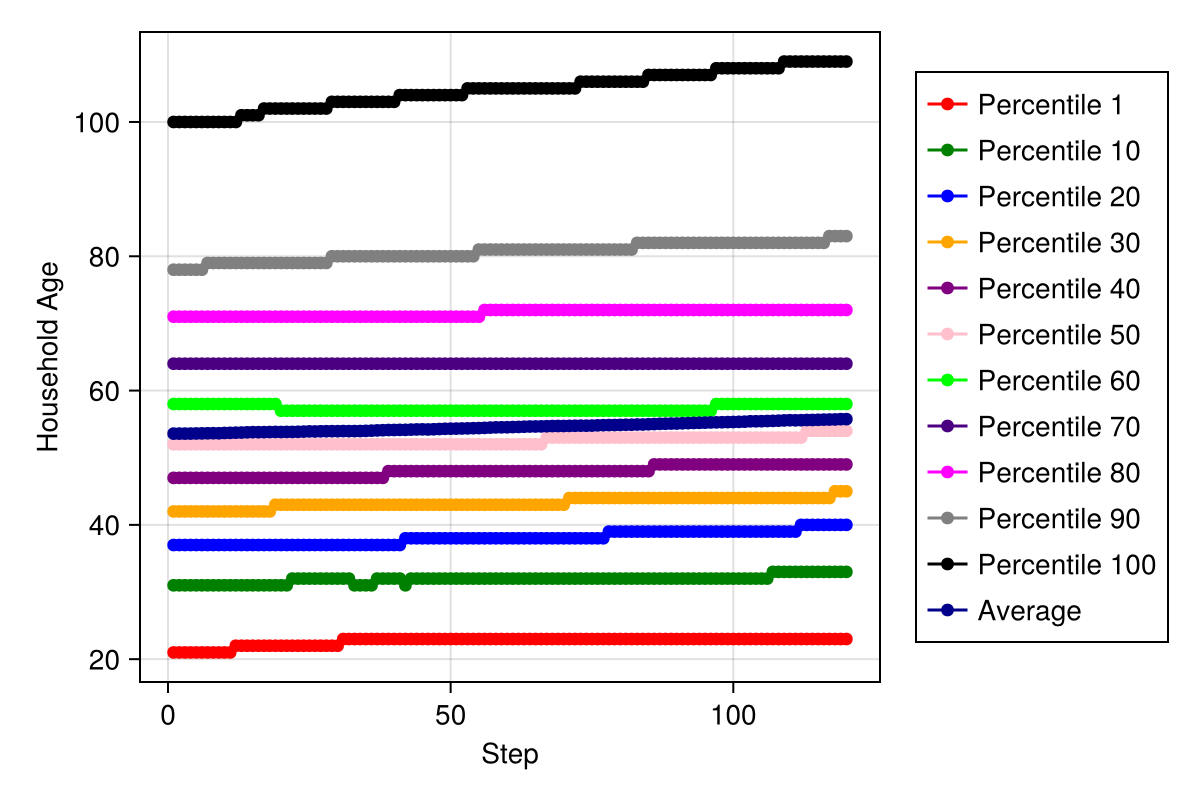 100
80
60
40
20
0
50
100
Household Age
Step
Percentile 1
Percentile 10
Percentile 20
Percentile 30
Percentile 40
Percentile 50
Percentile 60
Percentile 70
Percentile 80
Percentile 90
Percentile 100
Average